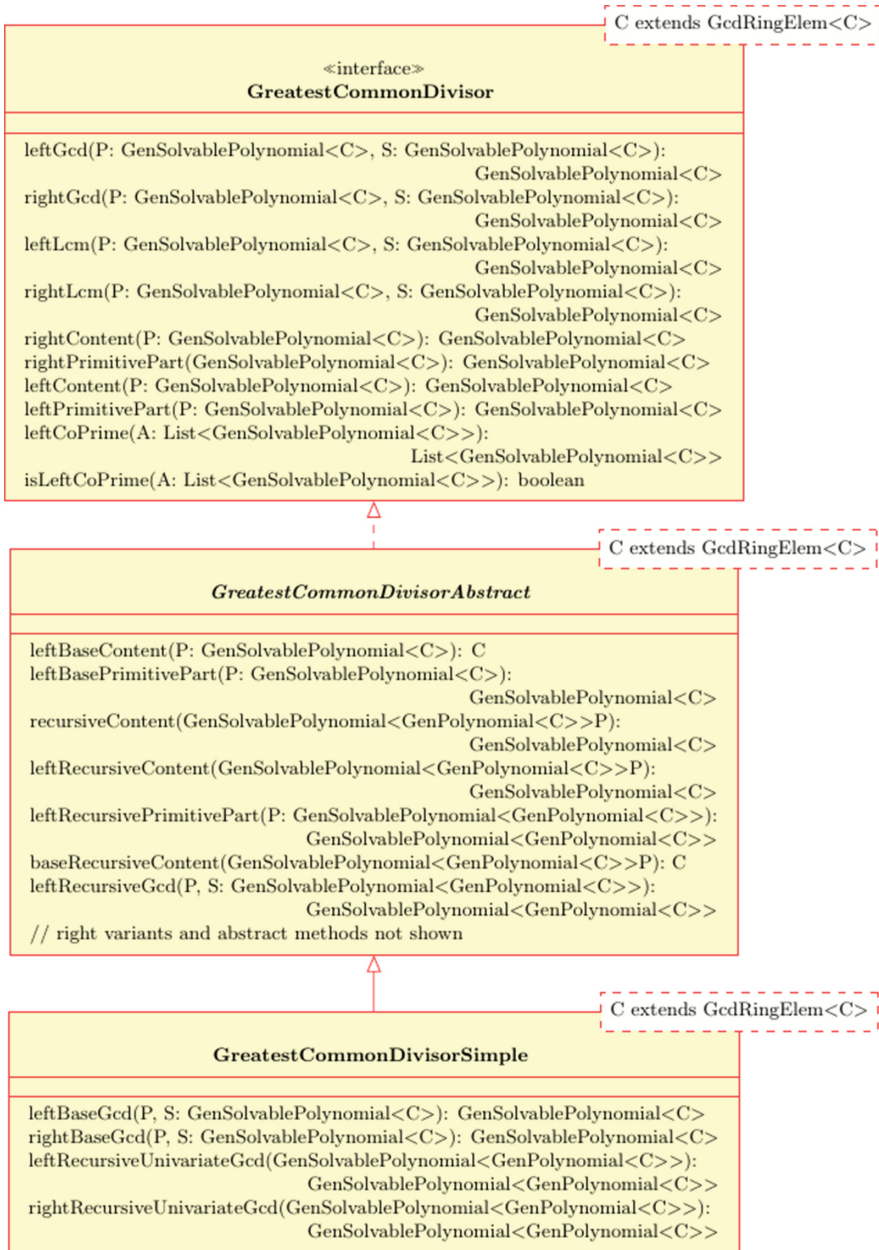 C extends GcdRingElem<C>
≪interface≫
GreatestCommonDivisor
leftGcd(P: GenSolvablePolynomial<C>, S: GenSolvablePolynomial<C>):
GenSolvablePolynomial<C>
rightGcd(P: GenSolvablePolynomial<C>, S: GenSolvablePolynomial<C>):
GenSolvablePolynomial<C>
leftLcm(P: GenSolvablePolynomial<C>, S: GenSolvablePolynomial<C>):
GenSolvablePolynomial<C>
rightLcm(P: GenSolvablePolynomial<C>, S: GenSolvablePolynomial<C>):
GenSolvablePolynomial<C>
rightContent(P: GenSolvablePolynomial<C>): GenSolvablePolynomial<C>
rightPrimitivePart(GenSolvablePolynomial<C>): GenSolvablePolynomial<C>
leftContent(P: GenSolvablePolynomial<C>): GenSolvablePolynomial<C>
leftPrimitivePart(P: GenSolvablePolynomial<C>): GenSolvablePolynomial<C>
leftCoPrime(A: List<GenSolvablePolynomial<C>>):
List<GenSolvablePolynomial<C>>
isLeftCoPrime(A: List<GenSolvablePolynomial<C>>): boolean
C extends GcdRingElem<C>
GreatestCommonDivisorAbstract
leftBaseContent(P: GenSolvablePolynomial<C>): C
leftBasePrimitivePart(P: GenSolvablePolynomial<C>):
GenSolvablePolynomial<C>
recursiveContent(GenSolvablePolynomial<GenPolynomial<C>>P):
GenSolvablePolynomial<C>
leftRecursiveContent(GenSolvablePolynomial<GenPolynomial<C>>P):
GenSolvablePolynomial<C>
leftRecursivePrimitivePart(P: GenSolvablePolynomial<GenPolynomial<C>>):
GenSolvablePolynomial<GenPolynomial<C>>
baseRecursiveContent(GenSolvablePolynomial<GenPolynomial<C>>P): C
leftRecursiveGcd(P, S: GenSolvablePolynomial<GenPolynomial<C>>):
GenSolvablePolynomial<GenPolynomial<C>>
// right variants and abstract methods not shown
C extends GcdRingElem<C>
GreatestCommonDivisorSimple
leftBaseGcd(P, S: GenSolvablePolynomial<C>): GenSolvablePolynomial<C>
rightBaseGcd(P, S: GenSolvablePolynomial<C>): GenSolvablePolynomial<C>
leftRecursiveUnivariateGcd(GenSolvablePolynomial<GenPolynomial<C>>):
GenSolvablePolynomial<GenPolynomial<C>>
rightRecursiveUnivariateGcd(GenSolvablePolynomial<GenPolynomial<C>>):
GenSolvablePolynomial<GenPolynomial<C>>